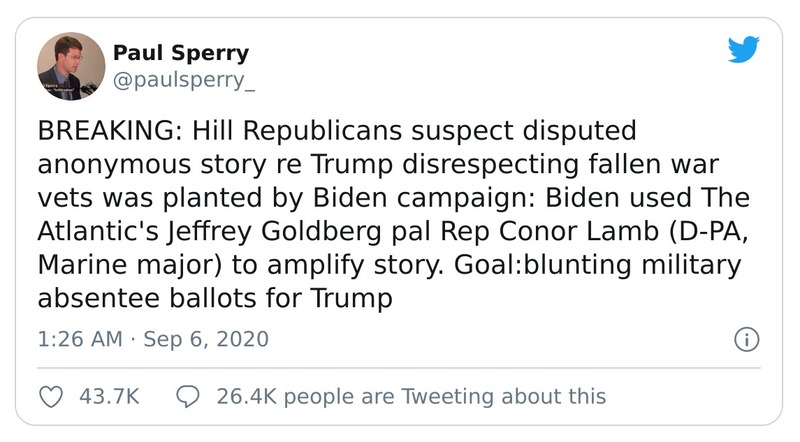 Paul Sperry
@paulsperry_
BREAKING: Hill Republicans suspect disputed
anonymous story re Trump disrespecting fallen war
vets was planted by Biden campaign: Biden used The
Atlantic's Jeffrey Goldberg pal Rep Conor Lamb (D-PA,
Marine major) to amplify story. Goal:blunting military
absentee ballots for Trump
1:26 AM · Sep 6, 2020
43.7K 26.4K people are Tweeting about this